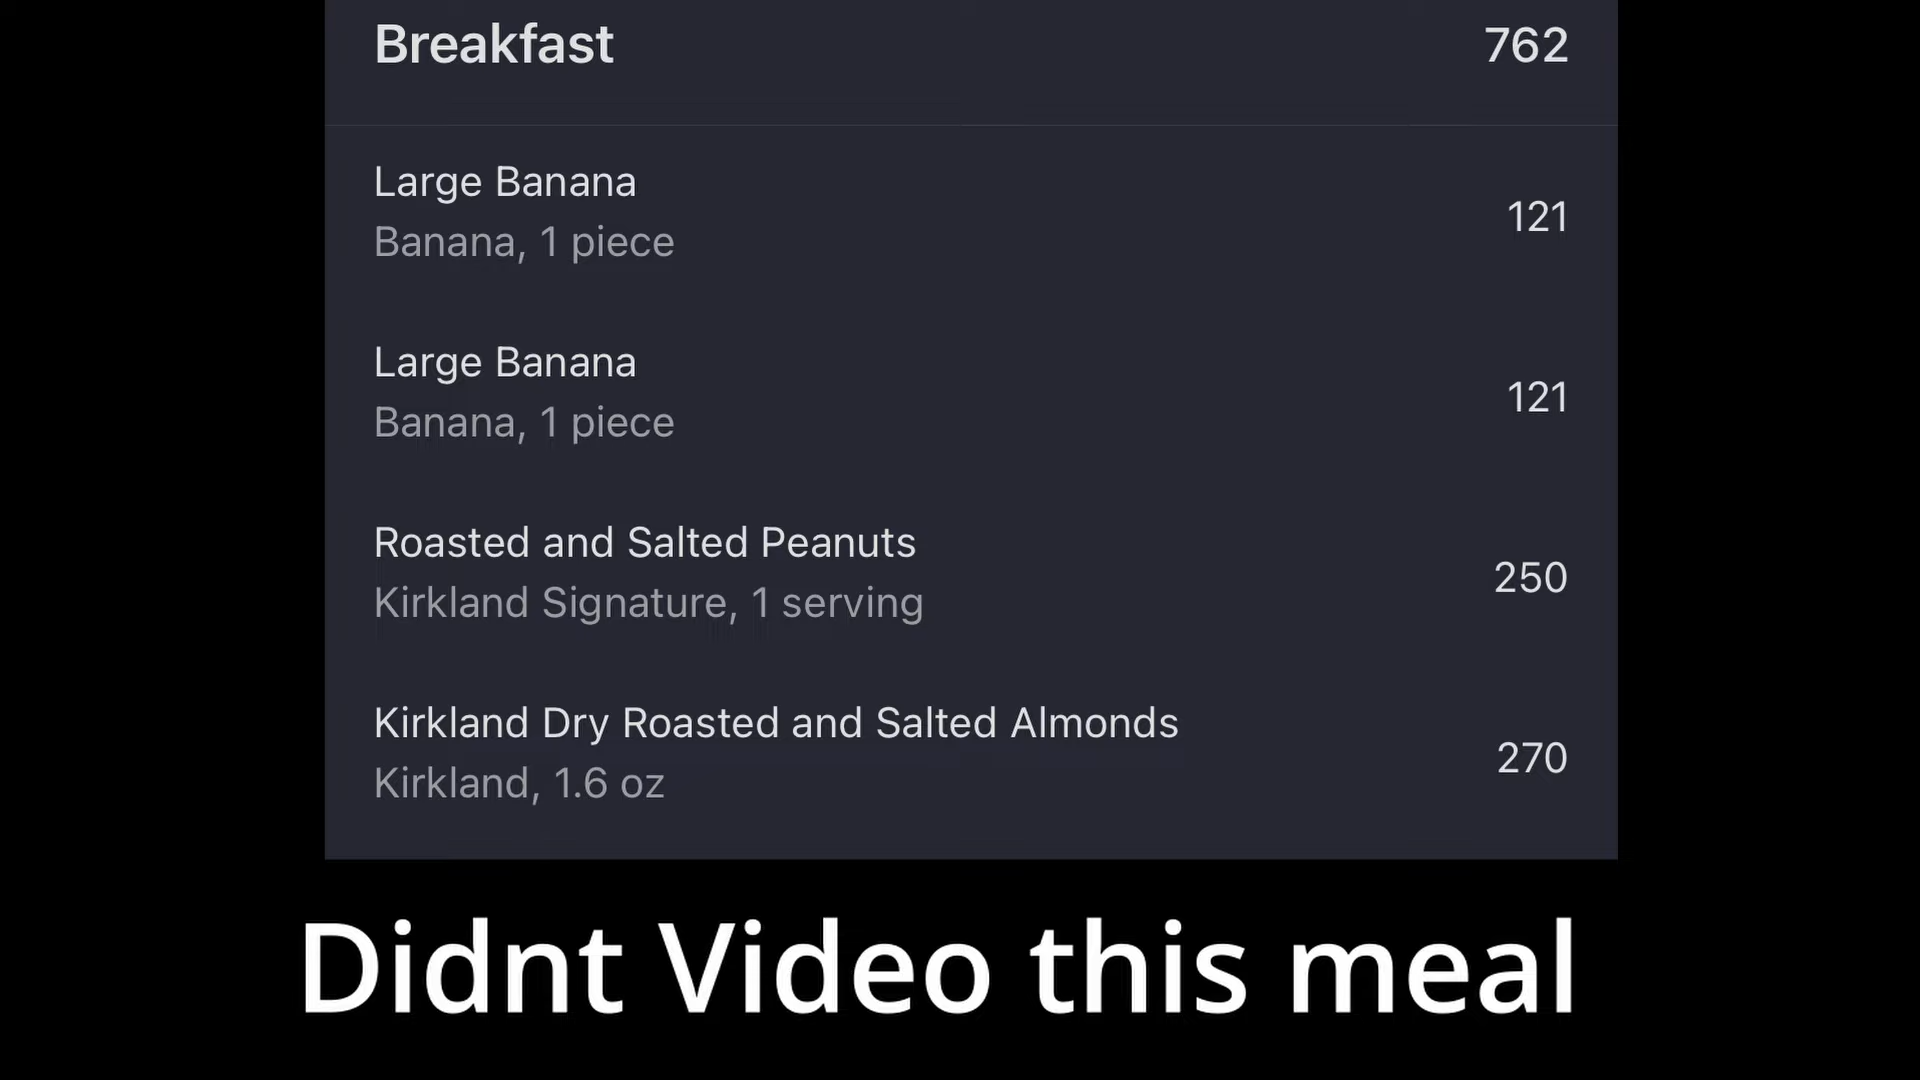 Breakfast 762
Large Banana
Banana, 1 piece
121
Large Banana
Banana, 1 piece
121
Roasted and Salted Peanuts
Kirkland Signature, 1 serving
250
Kirkland Dry Roasted and Salted Almonds
Kirkland, 1.6 oz
270
Didnt Video this meal